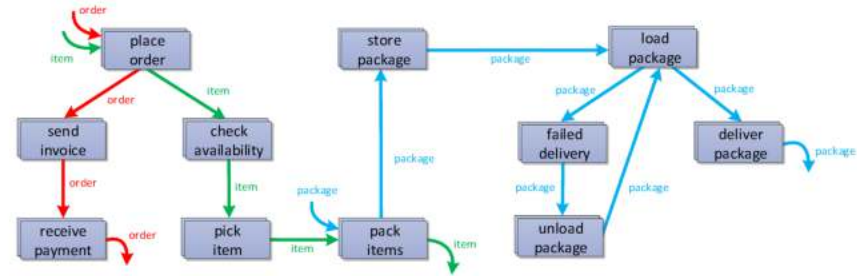 order
item
place
order
order
item
send
invoice
check
availability
order
item
receive
payment
order
pick
item
item
package
pack
items
item
package
store
package
package
load
package
package
package
failed
delivery
deliver
package
package
package
package
unload
package